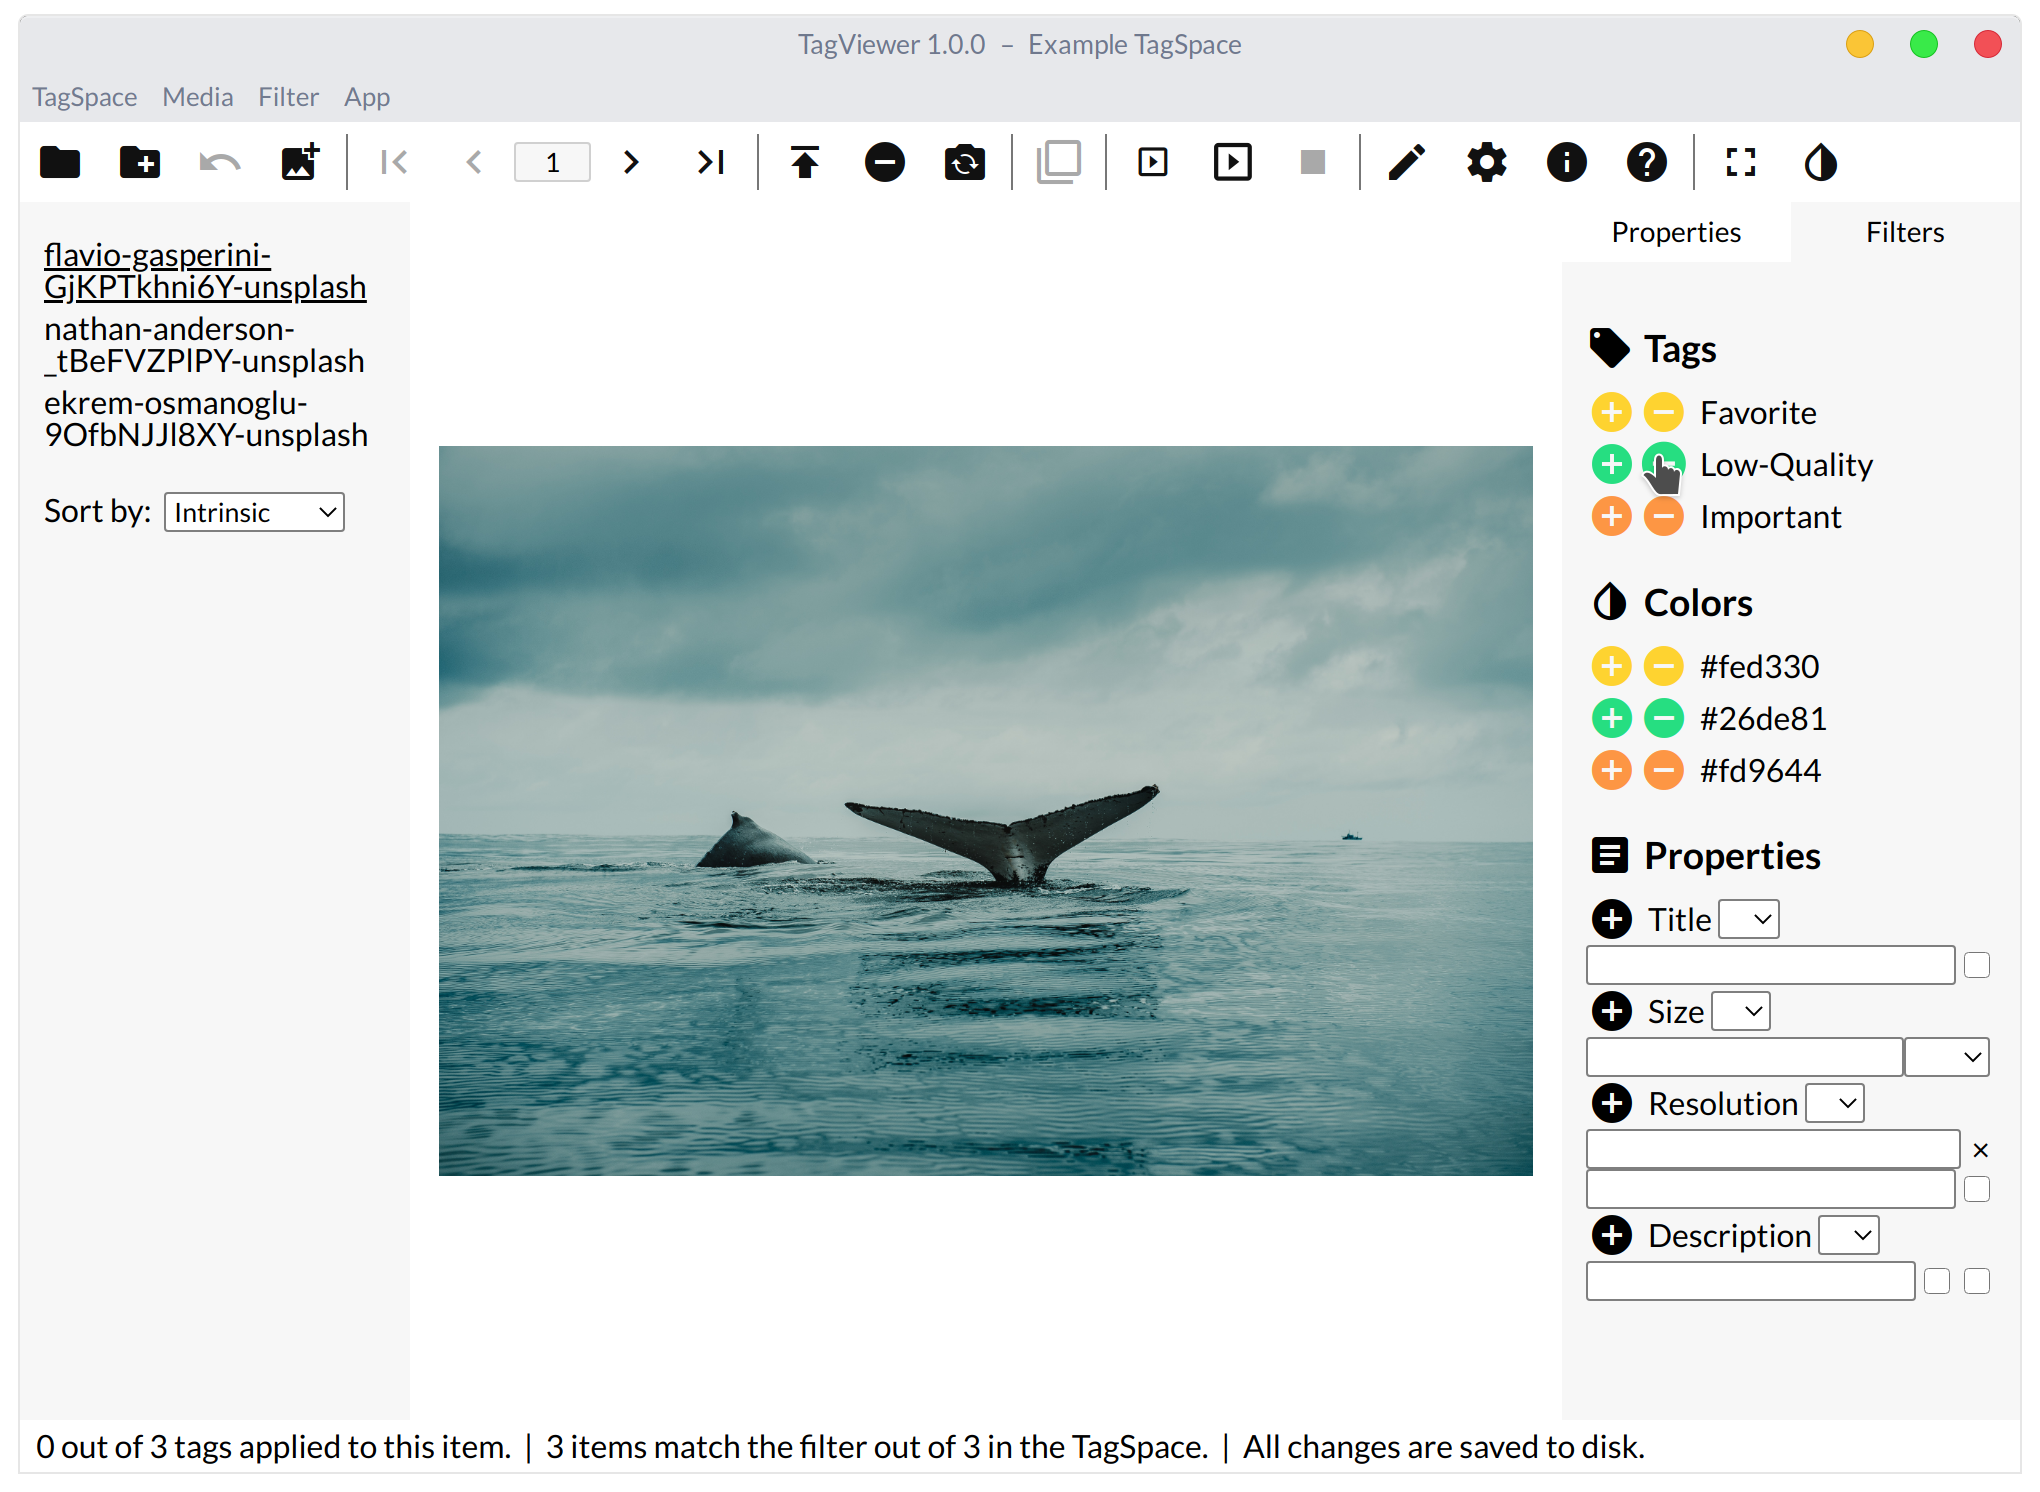 TagViewer 1.0.0 – Example TagSpace
TagSpace Media Filter App
1
flavio-gasperini-
GjKPTkhni6Y-unsplash
nathan-anderson-
_tBeFVZPlPY-unsplash
ekrem-osmanoglu-
9OfbNJJl8XY-unsplash
Sort by: Intrinsic
Properties Filters
Tags
Favorite
Low-Quality
Important
Colors
#fed330
#26de81
#fd9644
Properties
Title
Size
Resolution
×
Description
0 out of 3 tags applied to this item. | 3 items match the filter out of 3 in the TagSpace. | All changes are saved to disk.